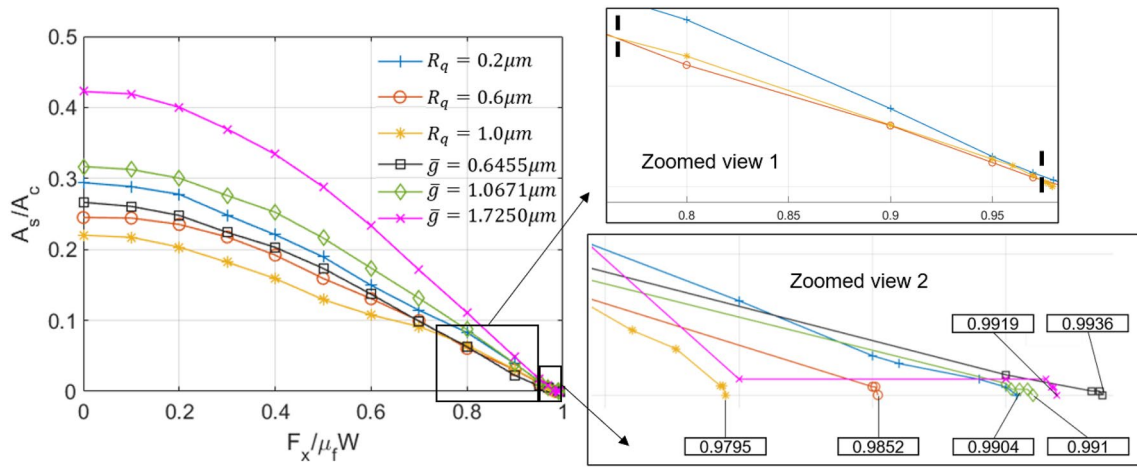 0.5
0.4
0.3
0.2
0.1
0
A_s/A_c
0
0.2
0.4
0.6
0.8
1
F_x/μ_fW
R_q = 0.2μm
R_q = 0.6μm
R_q = 1.0μm
g̅ = 0.6455μm
g̅ = 1.0671μm
g̅ = 1.7250μm
Zoomed view 1
0.8
0.85
0.9
0.95
Zoomed view 2
0.9919
0.9936
0.9795
0.9852
0.9904
0.991